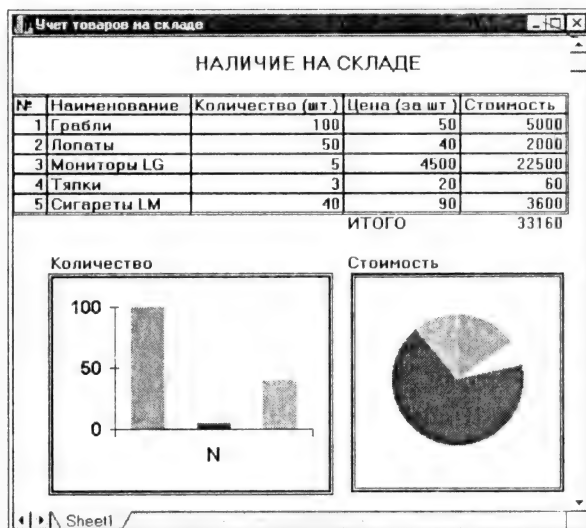 Учет товаров на складе
НАЛИЧИЕ НА СКЛАДЕ
№ Наименование Количество (шт.) Цена (за шт.) Стоимость
1 Грабли 100 50 5000
2 Лопаты 50 40 2000
3 Мониторы LG 5 4500 22500
4 Тяпки 3 20 60
5 Сигареты LM 40 90 3600
ИТОГО 33160
Количество Стоимость
100
50
0
N
Sheet1